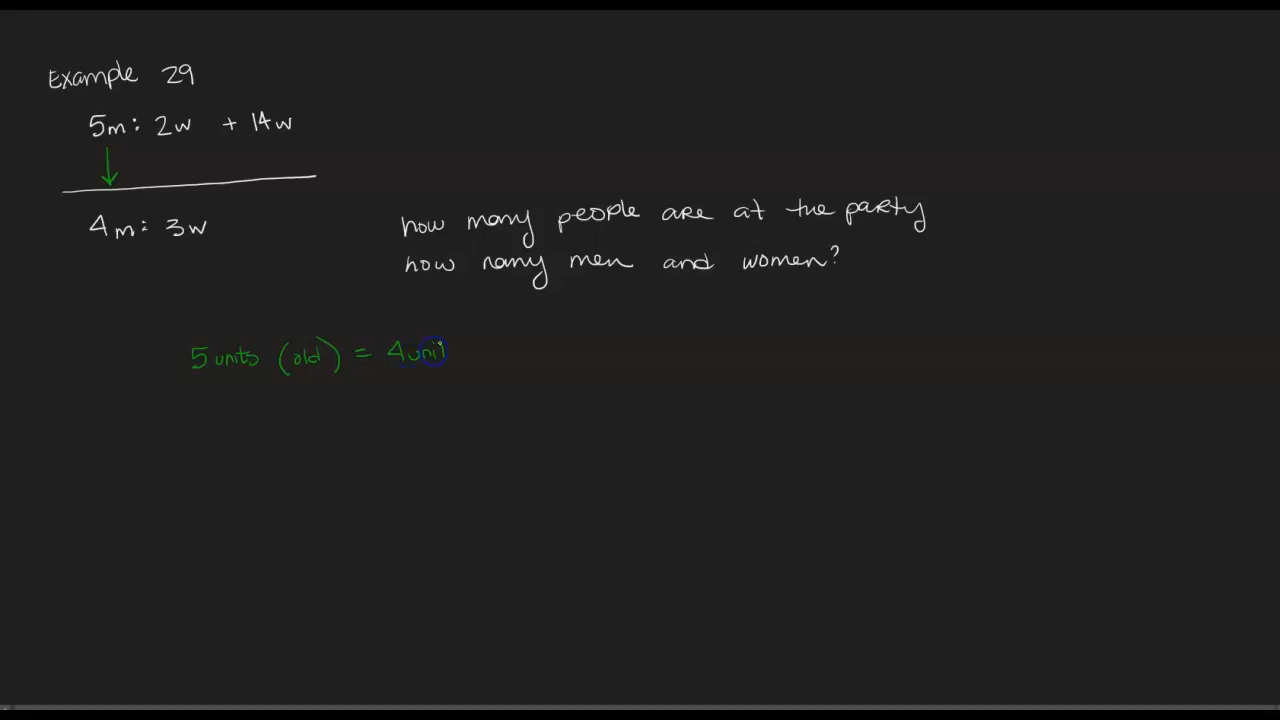 Example 29
5m: 2w + 14w
4m: 3w
how many people are at the party
how many men and women?
5 units (old) = 4 uni